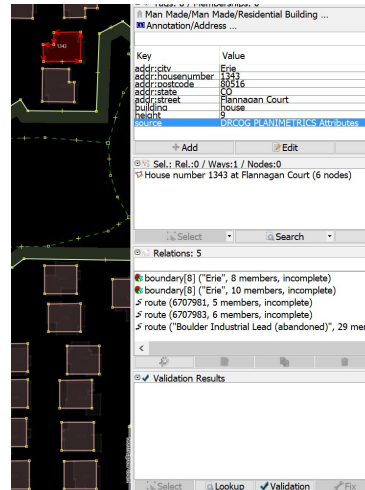 Tags: 8 / Memberships: 0
Man Made/Man Made/Residential Building ...
Annotation/Address ...
Key Value
addr:city Erie
addr:housenumber 1343
addr:postcode 80516
addr:state CO
addr:street Flannagan Court
building house
height 9
source DRCOG PLANIMETRICS Attributes
Add Edit
Sel.: Rel.:0 / Ways:1 / Nodes:0
House number 1343 at Flannagan Court (6 nodes)
Select Search
Relations: 5
boundary[8] ("Erie", 8 members, incomplete)
boundary[8] ("Erie", 10 members, incomplete)
route (6707981, 5 members, incomplete)
route (6707983, 6 members, incomplete)
route ("Boulder Industrial Lead (abandoned)", 29 mem
Validation Results
Select Lookup Validation Fix
1343